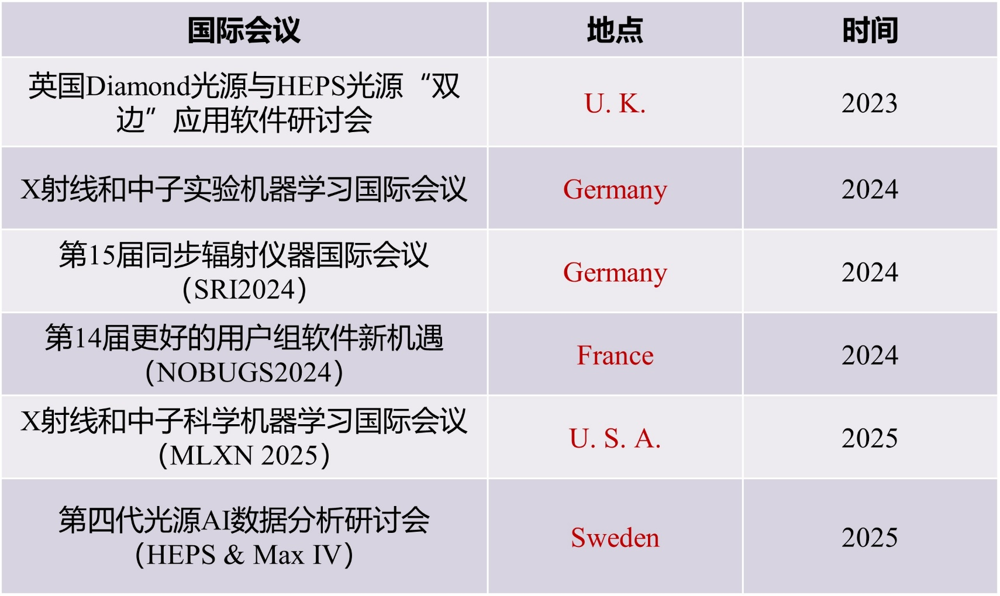 国际会议
地点
时间
英国Diamond光源与HEPS光源“双
边”应用软件研讨会
U. K.
2023
X射线和中子实验机器学习国际会议
Germany
2024
第15届同步辐射仪器国际会议
（SRI2024）
Germany
2024
第14届更好的用户组软件新机遇
（NOBUGS2024）
France
2024
X射线和中子科学机器学习国际会议
（MLXN 2025）
U. S. A.
2025
第四代光源AI数据分析研讨会
（HEPS & Max IV）
Sweden
2025